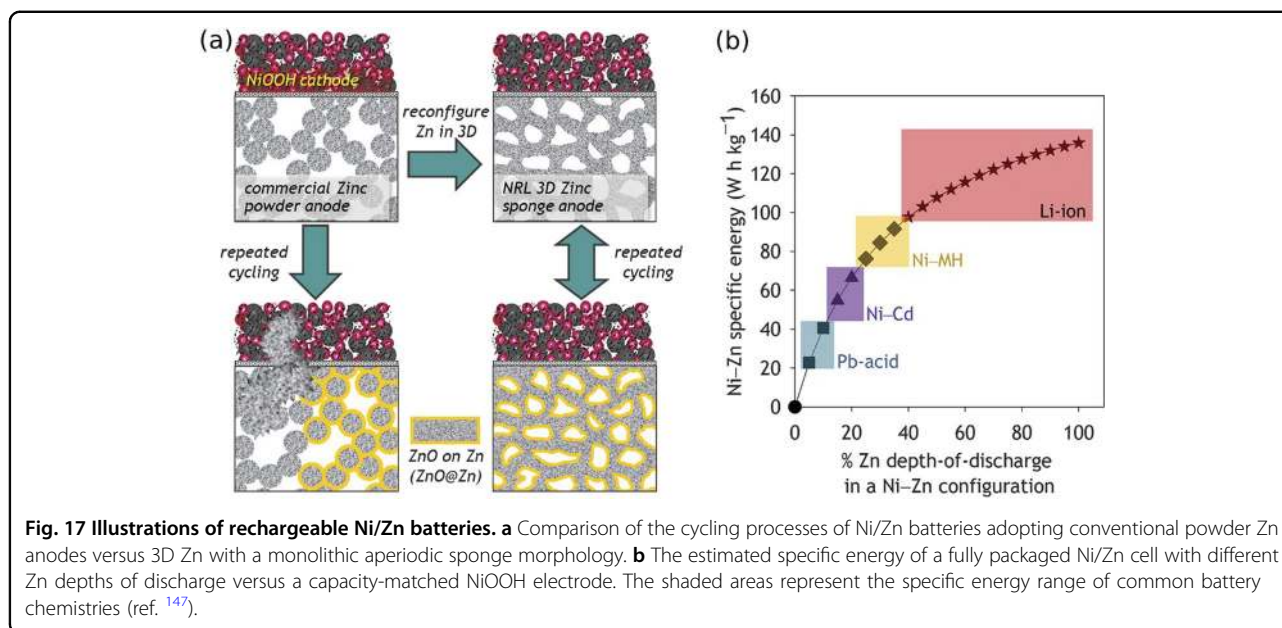 (a)
NiOOH cathode
reconfigure
Zn in 3D
commercial Zinc
powder anode
NRL 3D Zinc
sponge anode
repeated
cycling
repeated
cycling
ZnO on Zn
(ZnO@Zn)
(b)
Ni–Zn specific energy (W h kg⁻¹)
160
140
120
100
80
60
40
20
0
Li-ion
Ni–MH
Ni–Cd
Pb-acid
0 20 40 60 80 100
% Zn depth-of-discharge
in a Ni–Zn configuration
Fig. 17 Illustrations of rechargeable Ni/Zn batteries. a Comparison of the cycling processes of Ni/Zn batteries adopting conventional powder Zn
anodes versus 3D Zn with a monolithic aperiodic sponge morphology. b The estimated specific energy of a fully packaged Ni/Zn cell with different
Zn depths of discharge versus a capacity-matched NiOOH electrode. The shaded areas represent the specific energy range of common battery
chemistries (ref. 147).